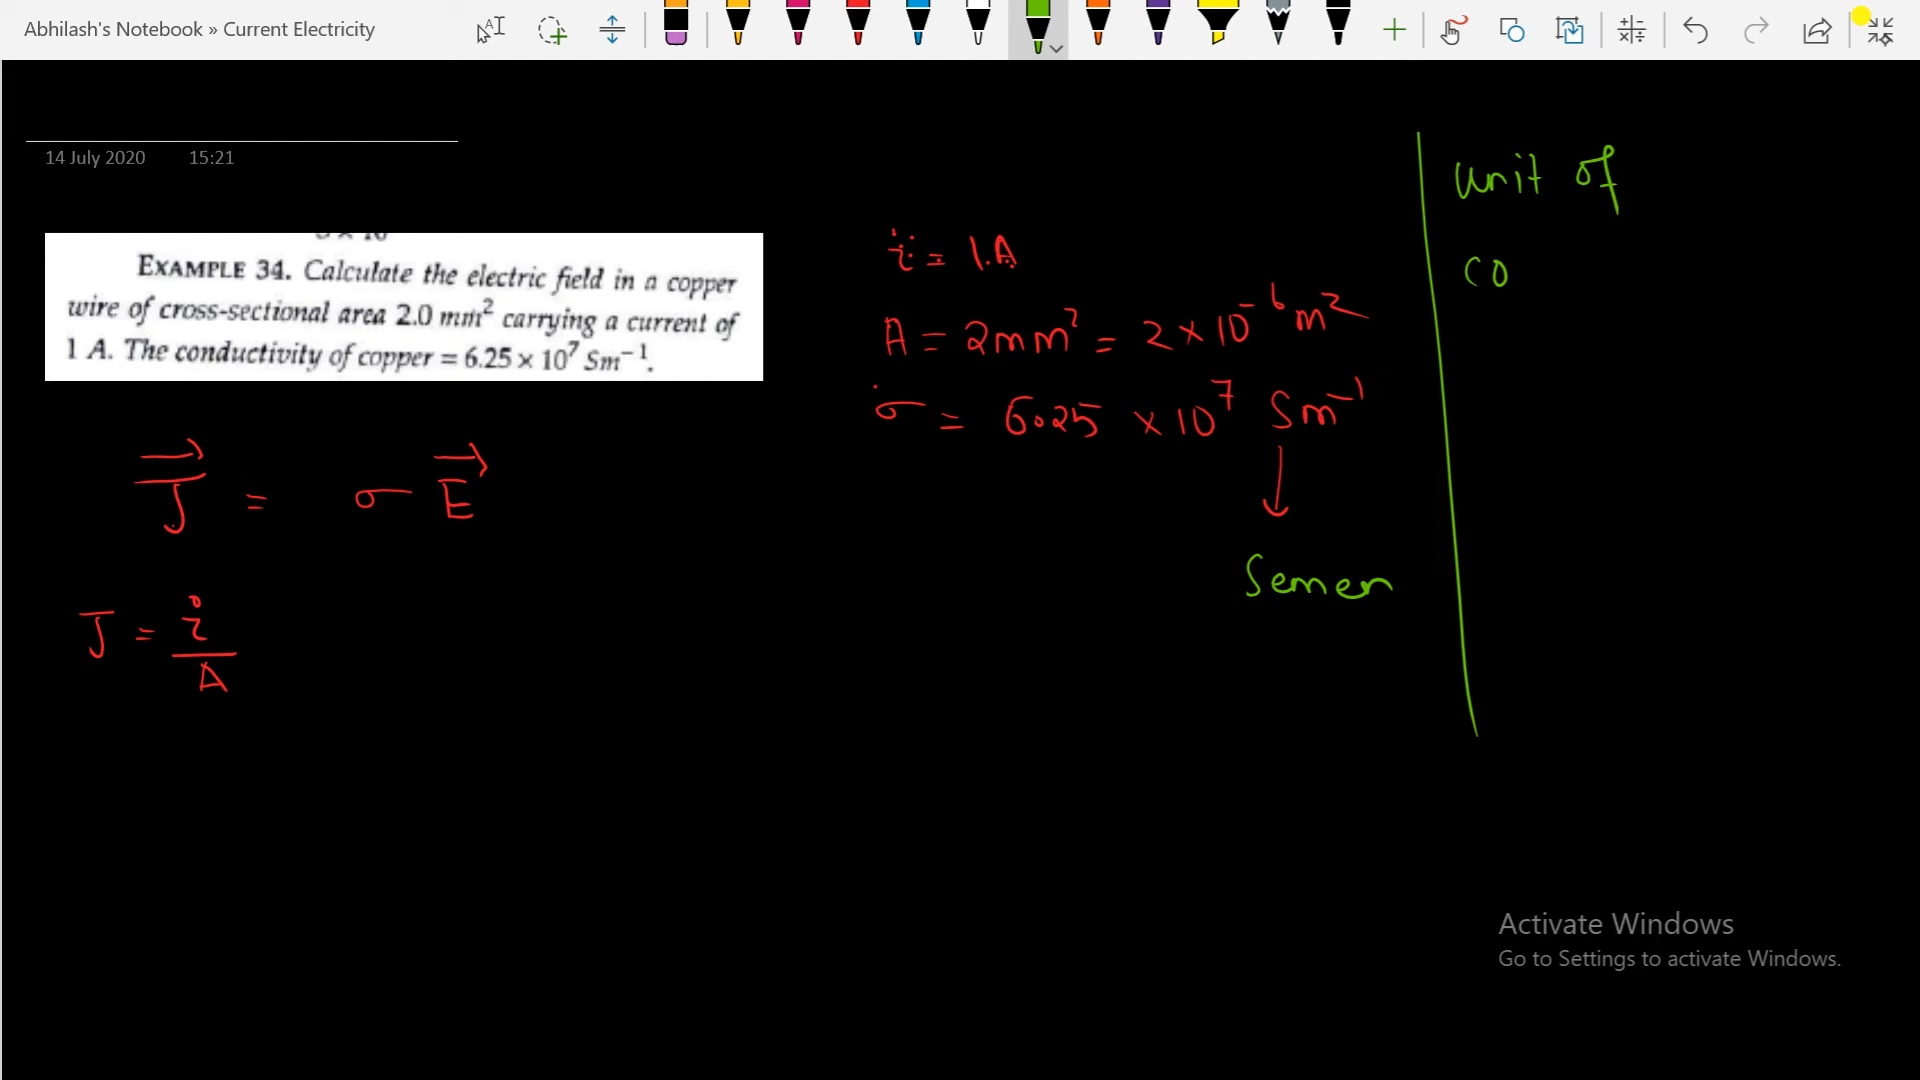 Abhilash's Notebook » Current Electricity
14 July 2020 15:21
EXAMPLE 34. Calculate the electric field in a copper
wire of cross-sectional area 2.0 mm² carrying a current of
1 A. The conductivity of copper = 6.25 × 10⁷ Sm⁻¹.
J⃗ = σ E⃗
J = i/A
i = 1.A
A = 2mm² = 2 × 10⁻⁶ m²
σ = 6.25 × 10⁷ Sm⁻¹
↓
Semen
unit of
co
Activate Windows
Go to Settings to activate Windows.